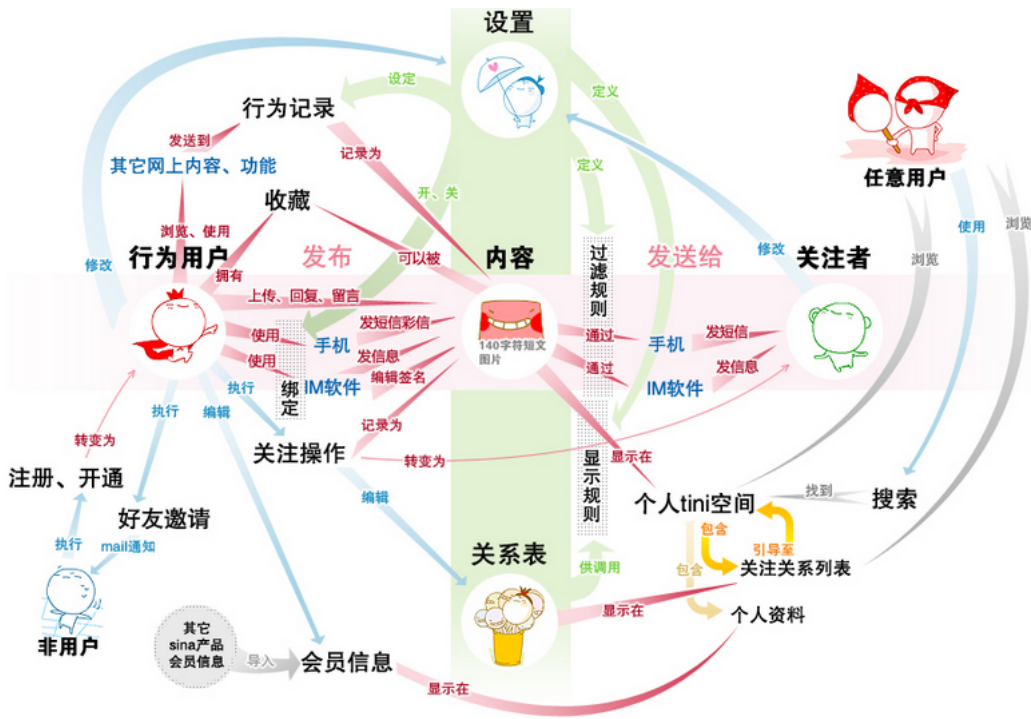 设置
设定
定义
行为记录
发送到
记录为
其它网上内容、功能
定义
任意用户
开、关
收藏
浏览、使用
浏览
使用
浏览
行为用户
发布
可以被
内容
过滤规则
发送给
修改
关注者
修改
拥有
上传、回复、留言
发短信彩信
使用
手机
140字符短文
图片
通过
手机
发短信
使用
发信息
IM软件
编辑签名
通过
IM软件
发信息
绑定
执行
执行
编辑
记录为
转变为
关注操作
转变为
显示在
显示规则
注册、开通
编辑
个人tini空间
找到
搜索
好友邀请
执行
mail通知
包含
引导至
关系表
供调用
包含
关注关系列表
显示在
个人资料
非用户
其它
sina产品
会员信息
导入
会员信息
显示在